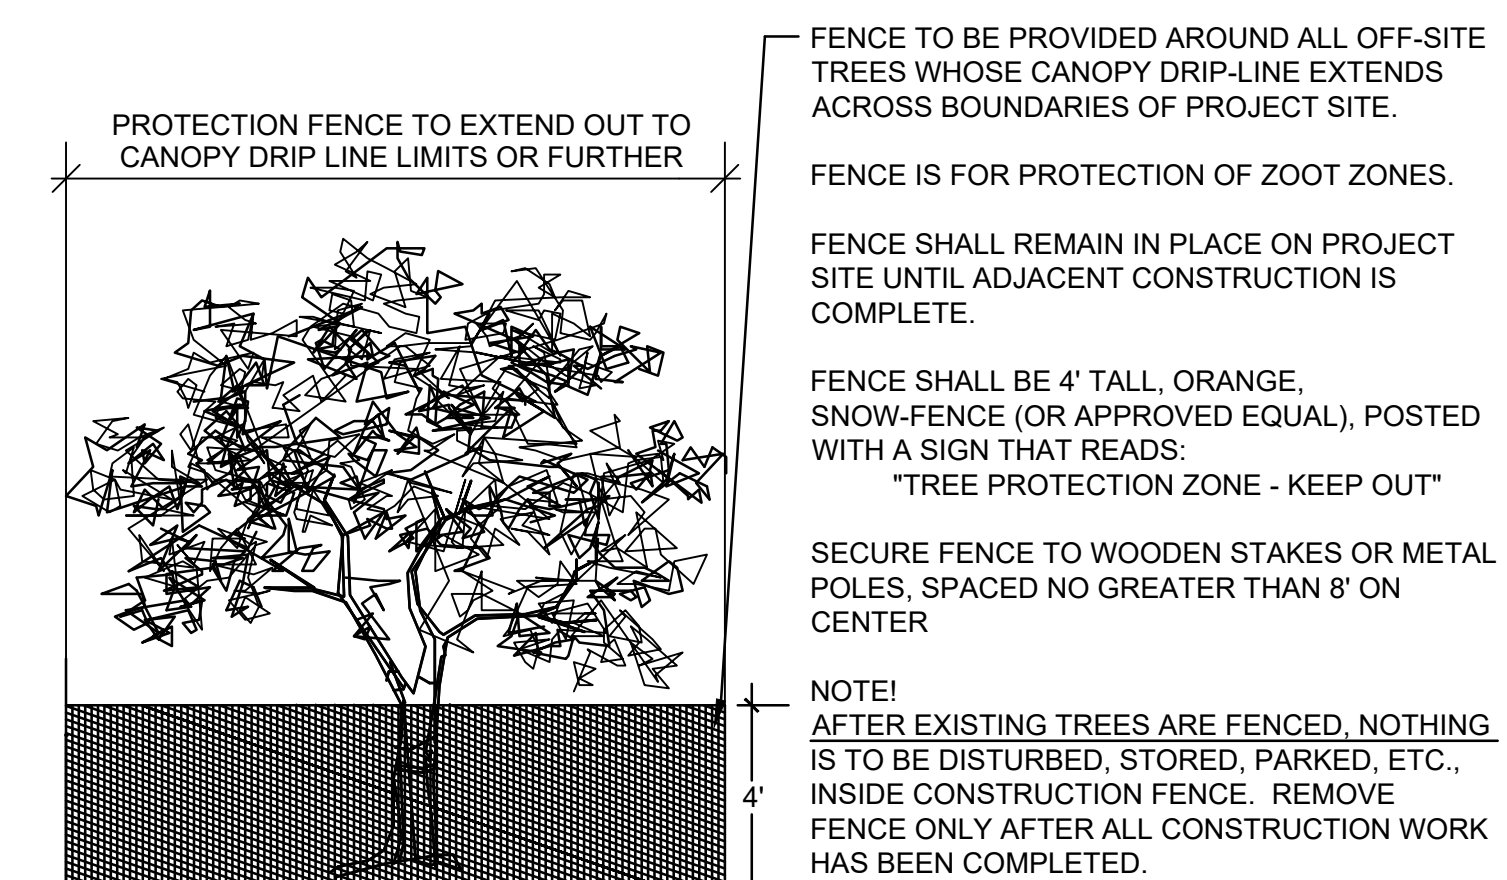 PROTECTION FENCE TO EXTEND OUT TO
CANOPY DRIP LINE LIMITS OR FURTHER
FENCE TO BE PROVIDED AROUND ALL OFF-SITE
TREES WHOSE CANOPY DRIP-LINE EXTENDS
ACROSS BOUNDARIES OF PROJECT SITE.
FENCE IS FOR PROTECTION OF ZOOT ZONES.
FENCE SHALL REMAIN IN PLACE ON PROJECT
SITE UNTIL ADJACENT CONSTRUCTION IS
COMPLETE.
FENCE SHALL BE 4' TALL, ORANGE,
SNOW-FENCE (OR APPROVED EQUAL), POSTED
WITH A SIGN THAT READS:
"TREE PROTECTION ZONE - KEEP OUT"
SECURE FENCE TO WOODEN STAKES OR METAL
POLES, SPACED NO GREATER THAN 8' ON
CENTER
NOTE!
AFTER EXISTING TREES ARE FENCED, NOTHING
IS TO BE DISTURBED, STORED, PARKED, ETC.,
INSIDE CONSTRUCTION FENCE.  REMOVE
FENCE ONLY AFTER ALL CONSTRUCTION WORK
HAS BEEN COMPLETED.
4'